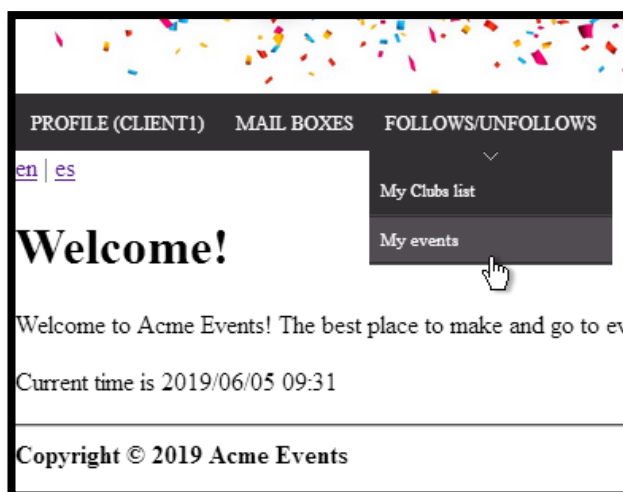 PROFILE (CLIENT1) MAIL BOXES FOLLOWS/UNFOLLOWS
en | es
My Clubs list
My events
Welcome!
Welcome to Acme Events! The best place to make and go to
Current time is 2019/06/05 09:31
Copyright © 2019 Acme Events